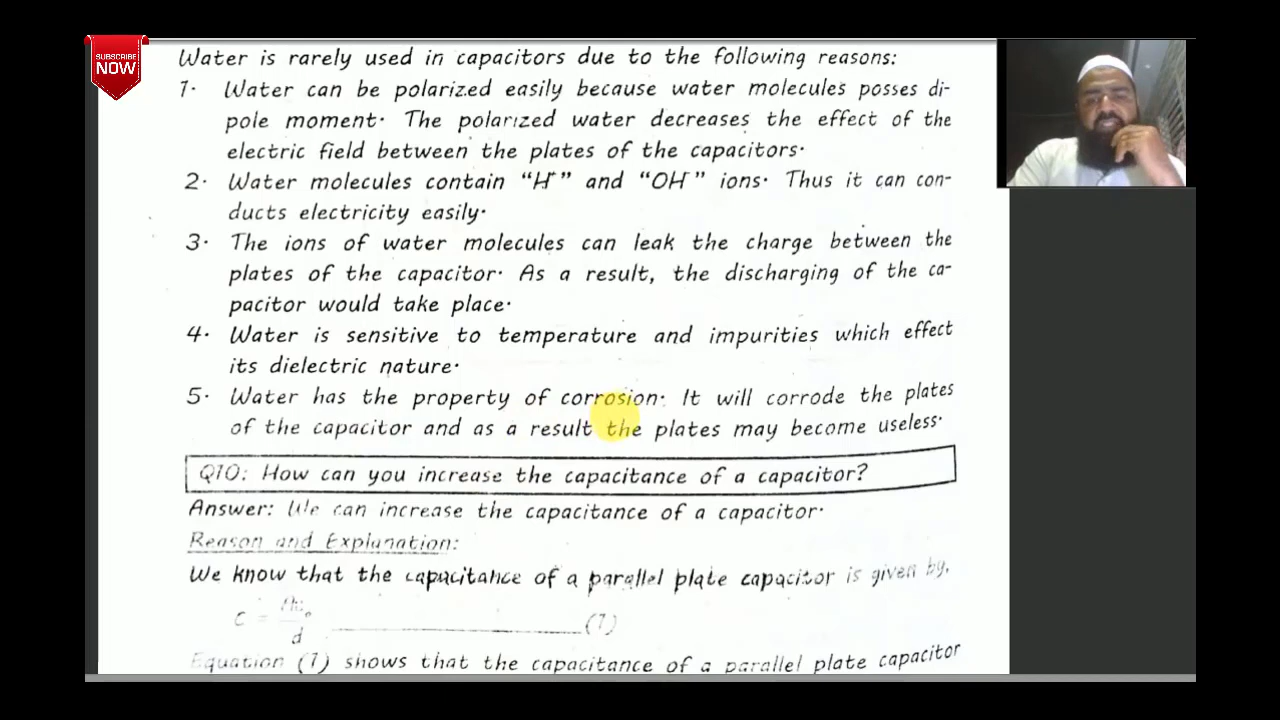 SUBSCRIBE
NOW
Water is rarely used in capacitors due to the following reasons:
1. Water can be polarized easily because water molecules posses di-
pole moment. The polarized water decreases the effect of the
electric field between the plates of the capacitors.
2. Water molecules contain “H⁺” and “OH⁻” ions. Thus it can con-
ducts electricity easily.
3. The ions of water molecules can leak the charge between the
plates of the capacitor. As a result, the discharging of the ca-
pacitor would take place.
4. Water is sensitive to temperature and impurities which effect
its dielectric nature.
5. Water has the property of corrosion. It will corrode the plates
of the capacitor and as a result the plates may become useless.
Q10: How can you increase the capacitance of a capacitor?
Answer: We can increase the capacitance of a capacitor.
Reason and Explanation:
We know that the capacitance of a parallel plate capacitor is given by,
C = /d ____________________(1)
Equation (1) shows that the capacitance of a parallel plate capacitor